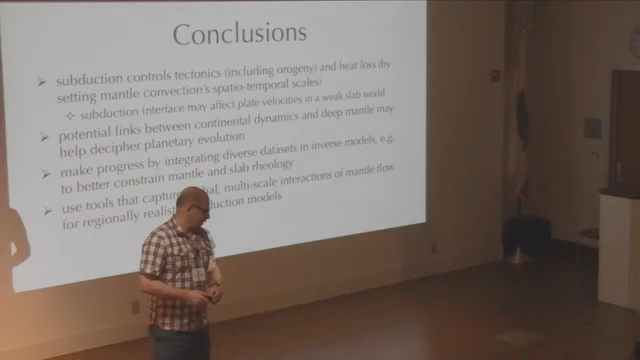 Conclusions
➢ subduction controls tectonics (including orogeny) and heat loss (by
setting mantle convection's spatio-temporal scales)
❖ subduction interface may affect plate velocities in a weak slab world
➢ potential links between continental dynamics and deep mantle may
help decipher planetary evolution
➢ make progress by integrating diverse datasets in inverse models, e.g.
to better constrain mantle and slab rheology
➢ use tools that capture bal, multi-scale interactions of mantle flow
for regionally realist duction models